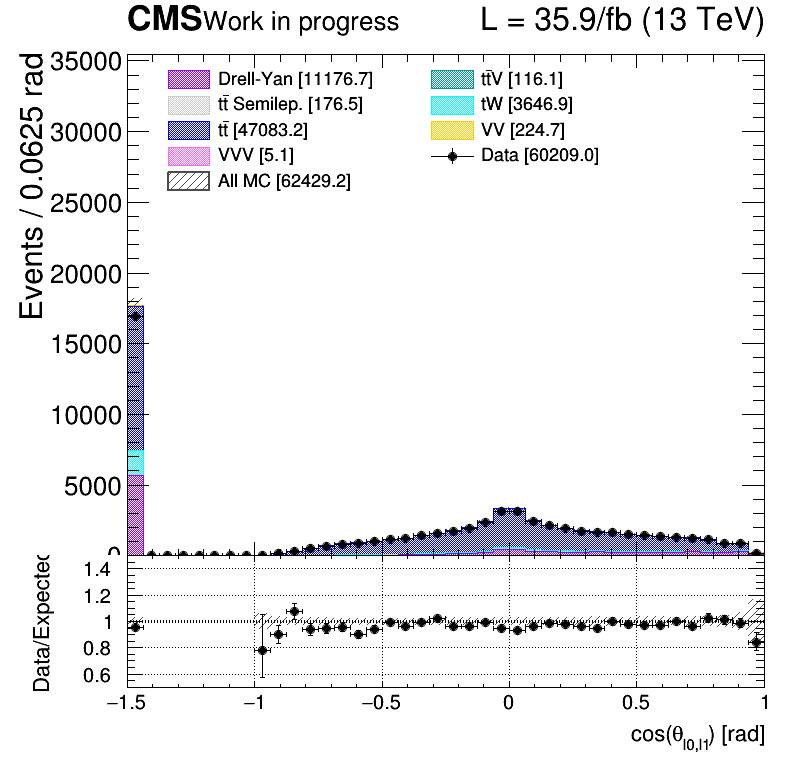 CMS Work in progress L = 35.9/fb (13 TeV)
Events / 0.0625 rad
35000
30000
25000
20000
15000
10000
5000
0
Drell-Yan [11176.7]
tt̄ Semilep. [176.5]
tt̄ [47083.2]
VVV [5.1]
All MC [62429.2]
tt̄V [116.1]
tW [3646.9]
VV [224.7]
Data [60209.0]
Data/Expected
1.4
1.2
1
0.8
0.6
−1.5 −1 −0.5 0 0.5 1
cos(θl0,l1) [rad]